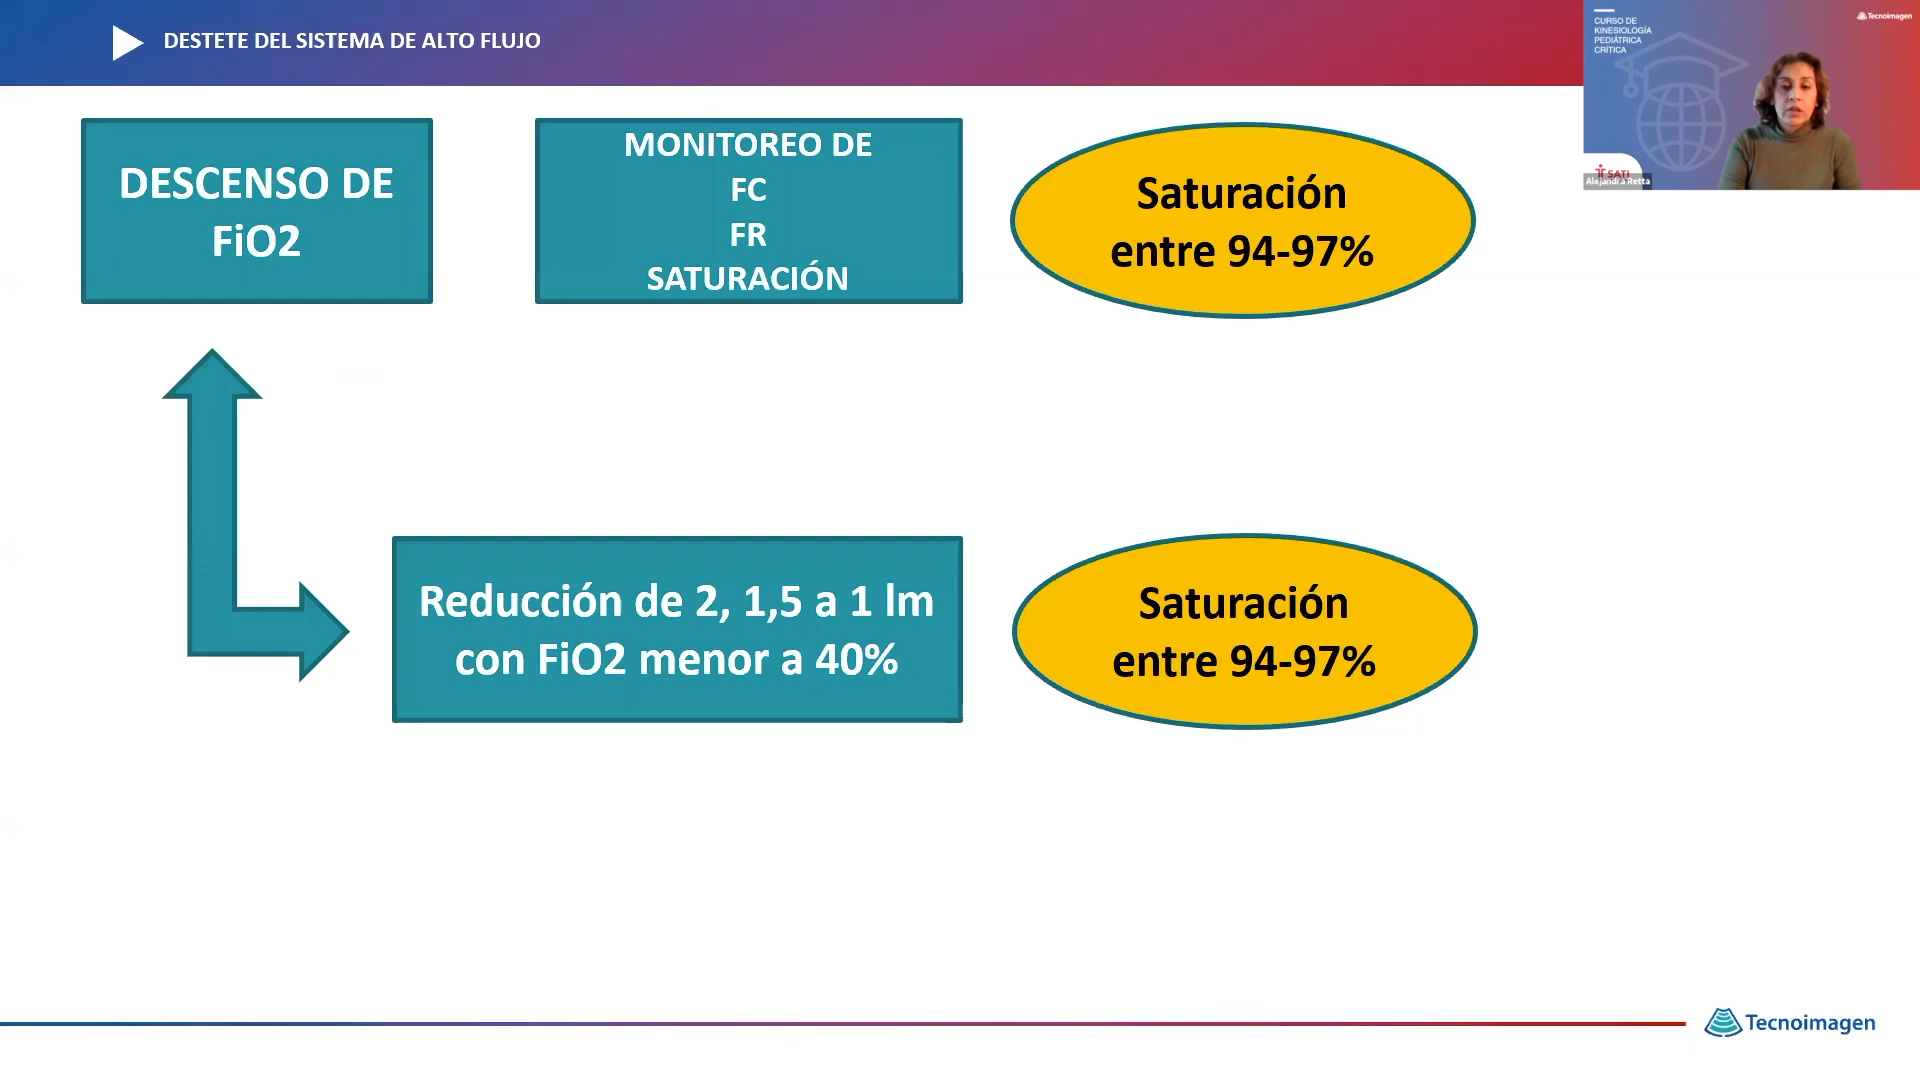 DESTETE DEL SISTEMA DE ALTO FLUJO
CURSO DE
KINESIOLOGÍA
PEDIÁTRICA
CRÍTICA
Tecnoimagen
SATI
Alejandra Retta
DESCENSO DE
FiO2
MONITOREO DE
FC
FR
SATURACIÓN
Saturación
entre 94-97%
Reducción de 2, 1,5 a 1 lm
con FiO2 menor a 40%
Saturación
entre 94-97%
Tecnoimagen